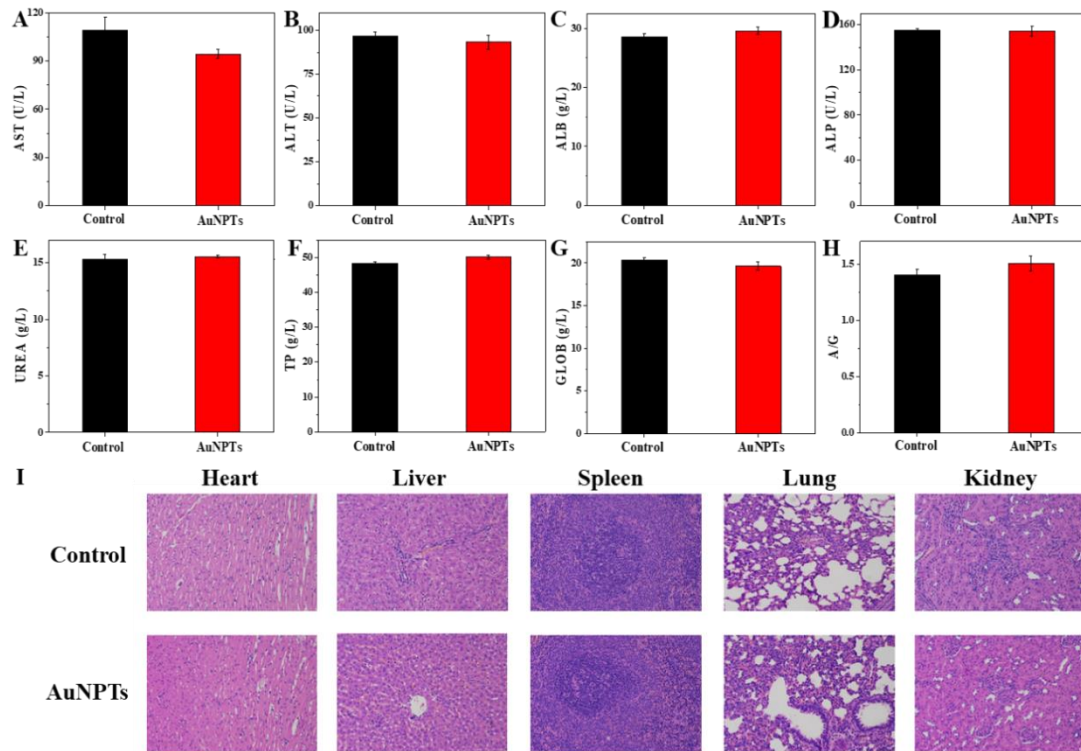 A
AST (U/L)
120
90
60
30
0
Control
AuNPTs
B
ALT (U/L)
100
75
50
25
0
Control
AuNPTs
C
ALB (g/L)
30
20
10
0
Control
AuNPTs
D
ALP (U/L)
160
120
80
40
0
Control
AuNPTs
E
UREA (g/L)
15
10
5
0
Control
AuNPTs
F
TP (g/L)
50
40
30
20
10
0
Control
AuNPTs
G
GLOB (g/L)
20
15
10
5
0
Control
AuNPTs
H
A/G
1.5
1.0
0.5
0.0
Control
AuNPTs
I
Heart Liver Spleen Lung Kidney
Control
AuNPTs